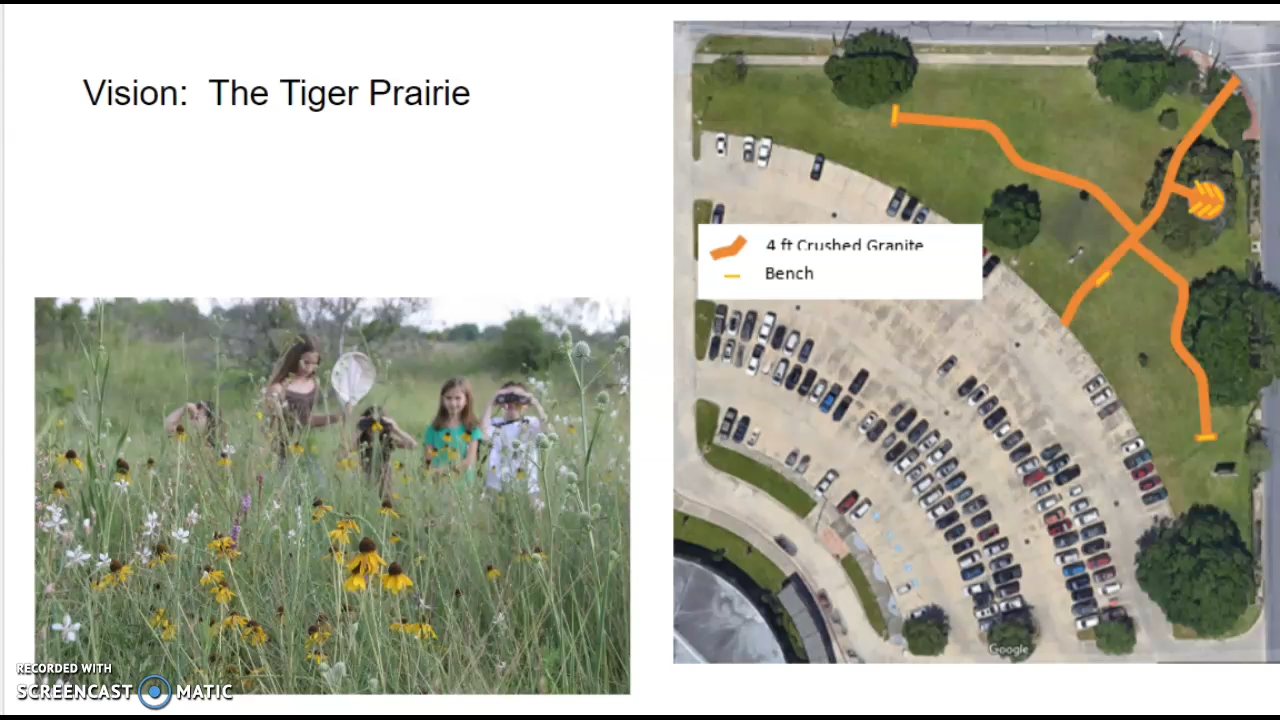 Vision: The Tiger Prairie
4 ft Crushed Granite
Bench
Google
RECORDED WITH
SCREENCAST MATIC